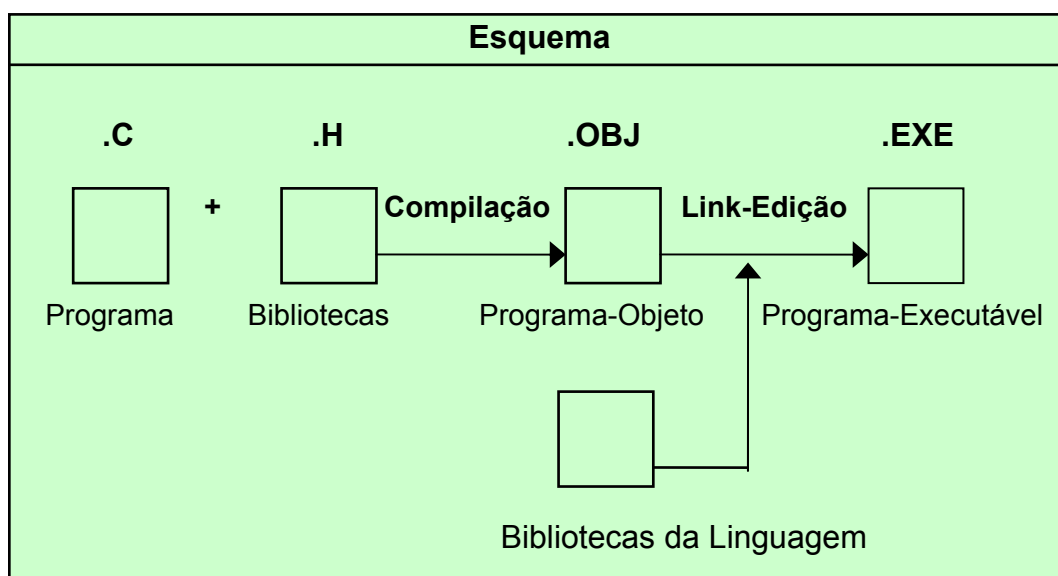 Esquema
.C .H .OBJ .EXE
+ Compilação Link-Edição
Programa Bibliotecas Programa-Objeto Programa-Executável
Bibliotecas da Linguagem